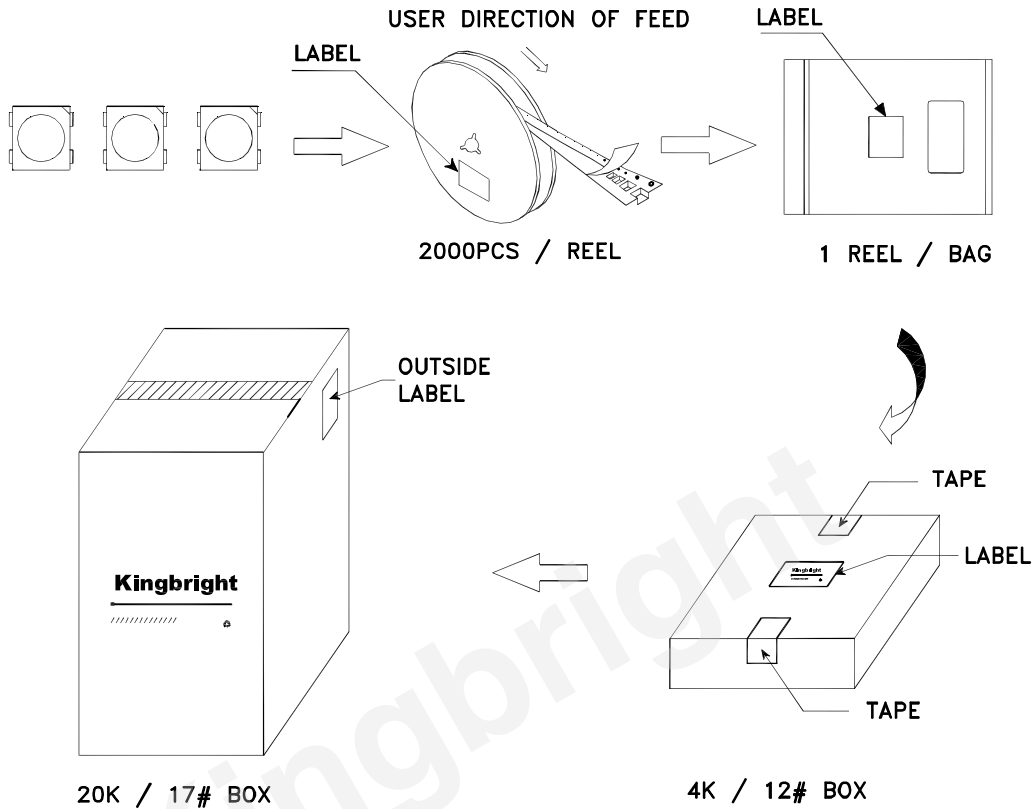 USER DIRECTION OF FEED
LABEL
LABEL
2000PCS / REEL
1 REEL / BAG
OUTSIDE
LABEL
TAPE
LABEL
Kingbright
Kingbright
TAPE
20K / 17# BOX
4K / 12# BOX
Kingbright